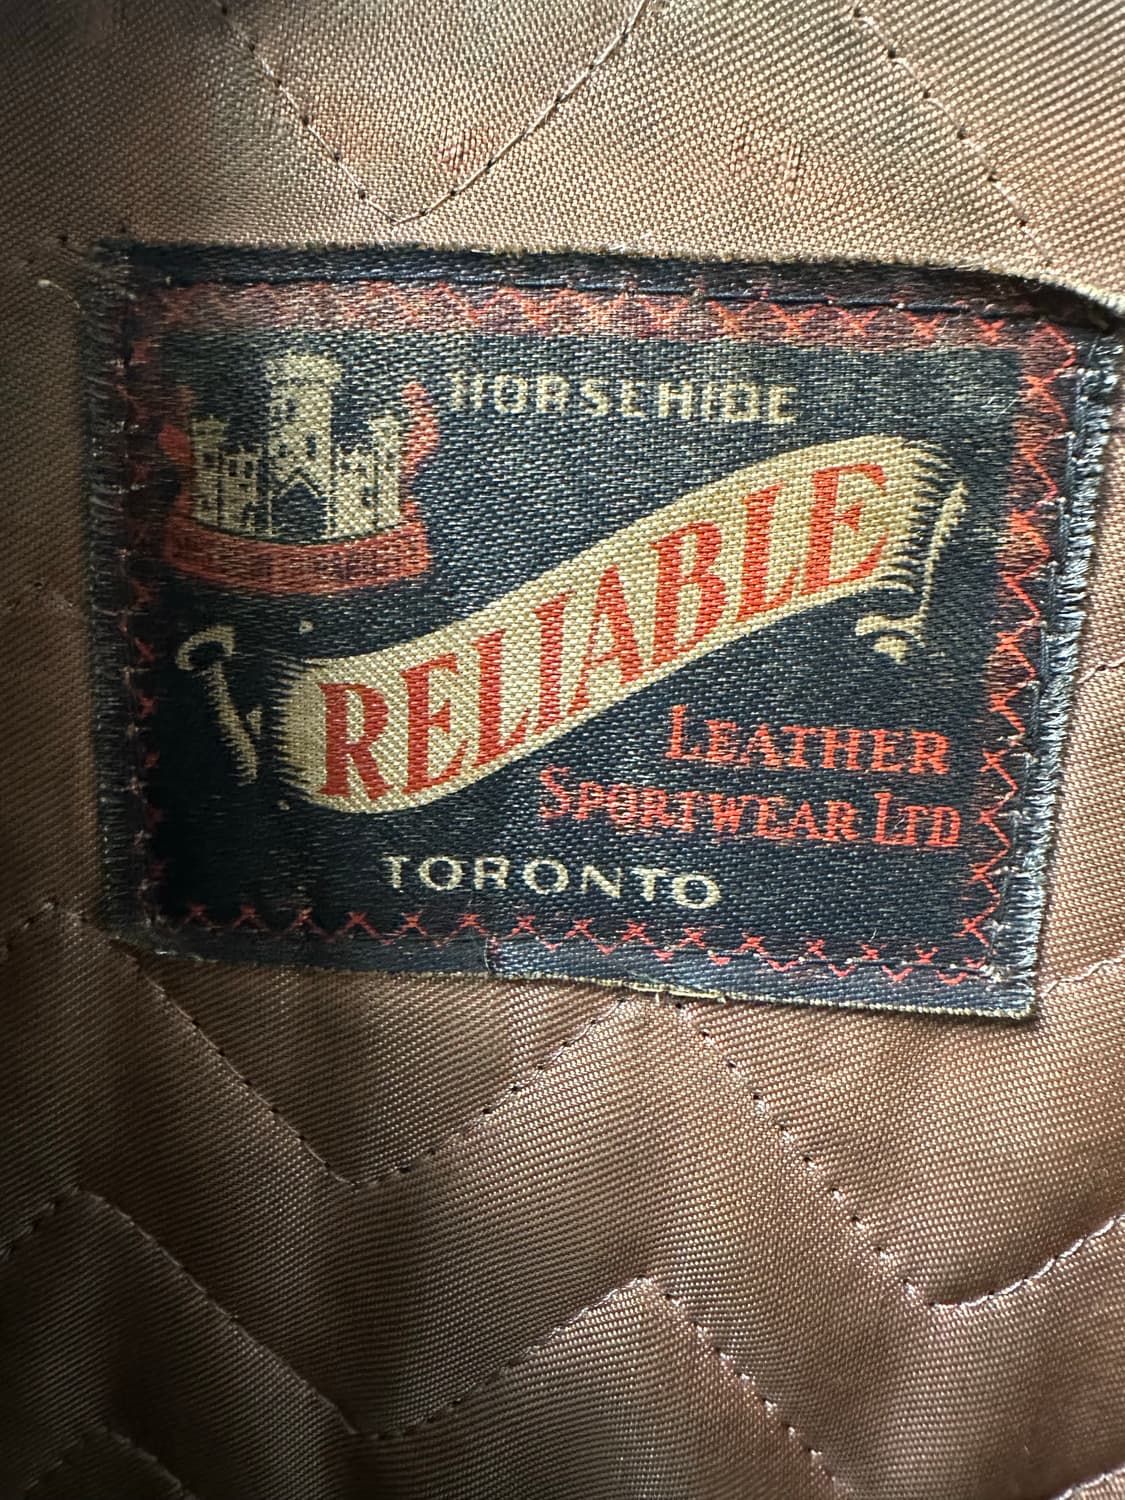 HORSEHIDE
RELIABLE
LEATHER
SPORTWEAR LTD
TORONTO